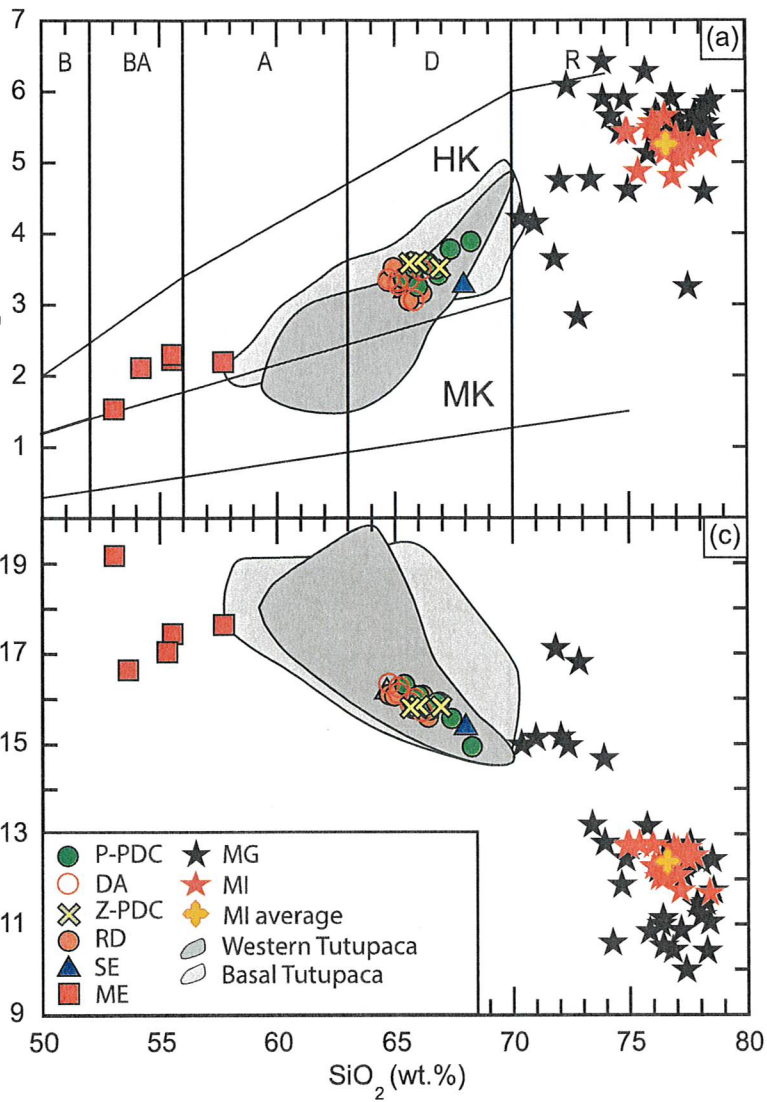 7
(a)
B BA A D R
6
5
HK
4
3
2
MK
1
(c)
19
17
15
13
P-PDC MG
DA MI
Z-PDC MI average
RD Western Tutupaca
SE Basal Tutupaca
ME
11
9
50 55 60 65 70 75 80
SiO₂ (wt.%)